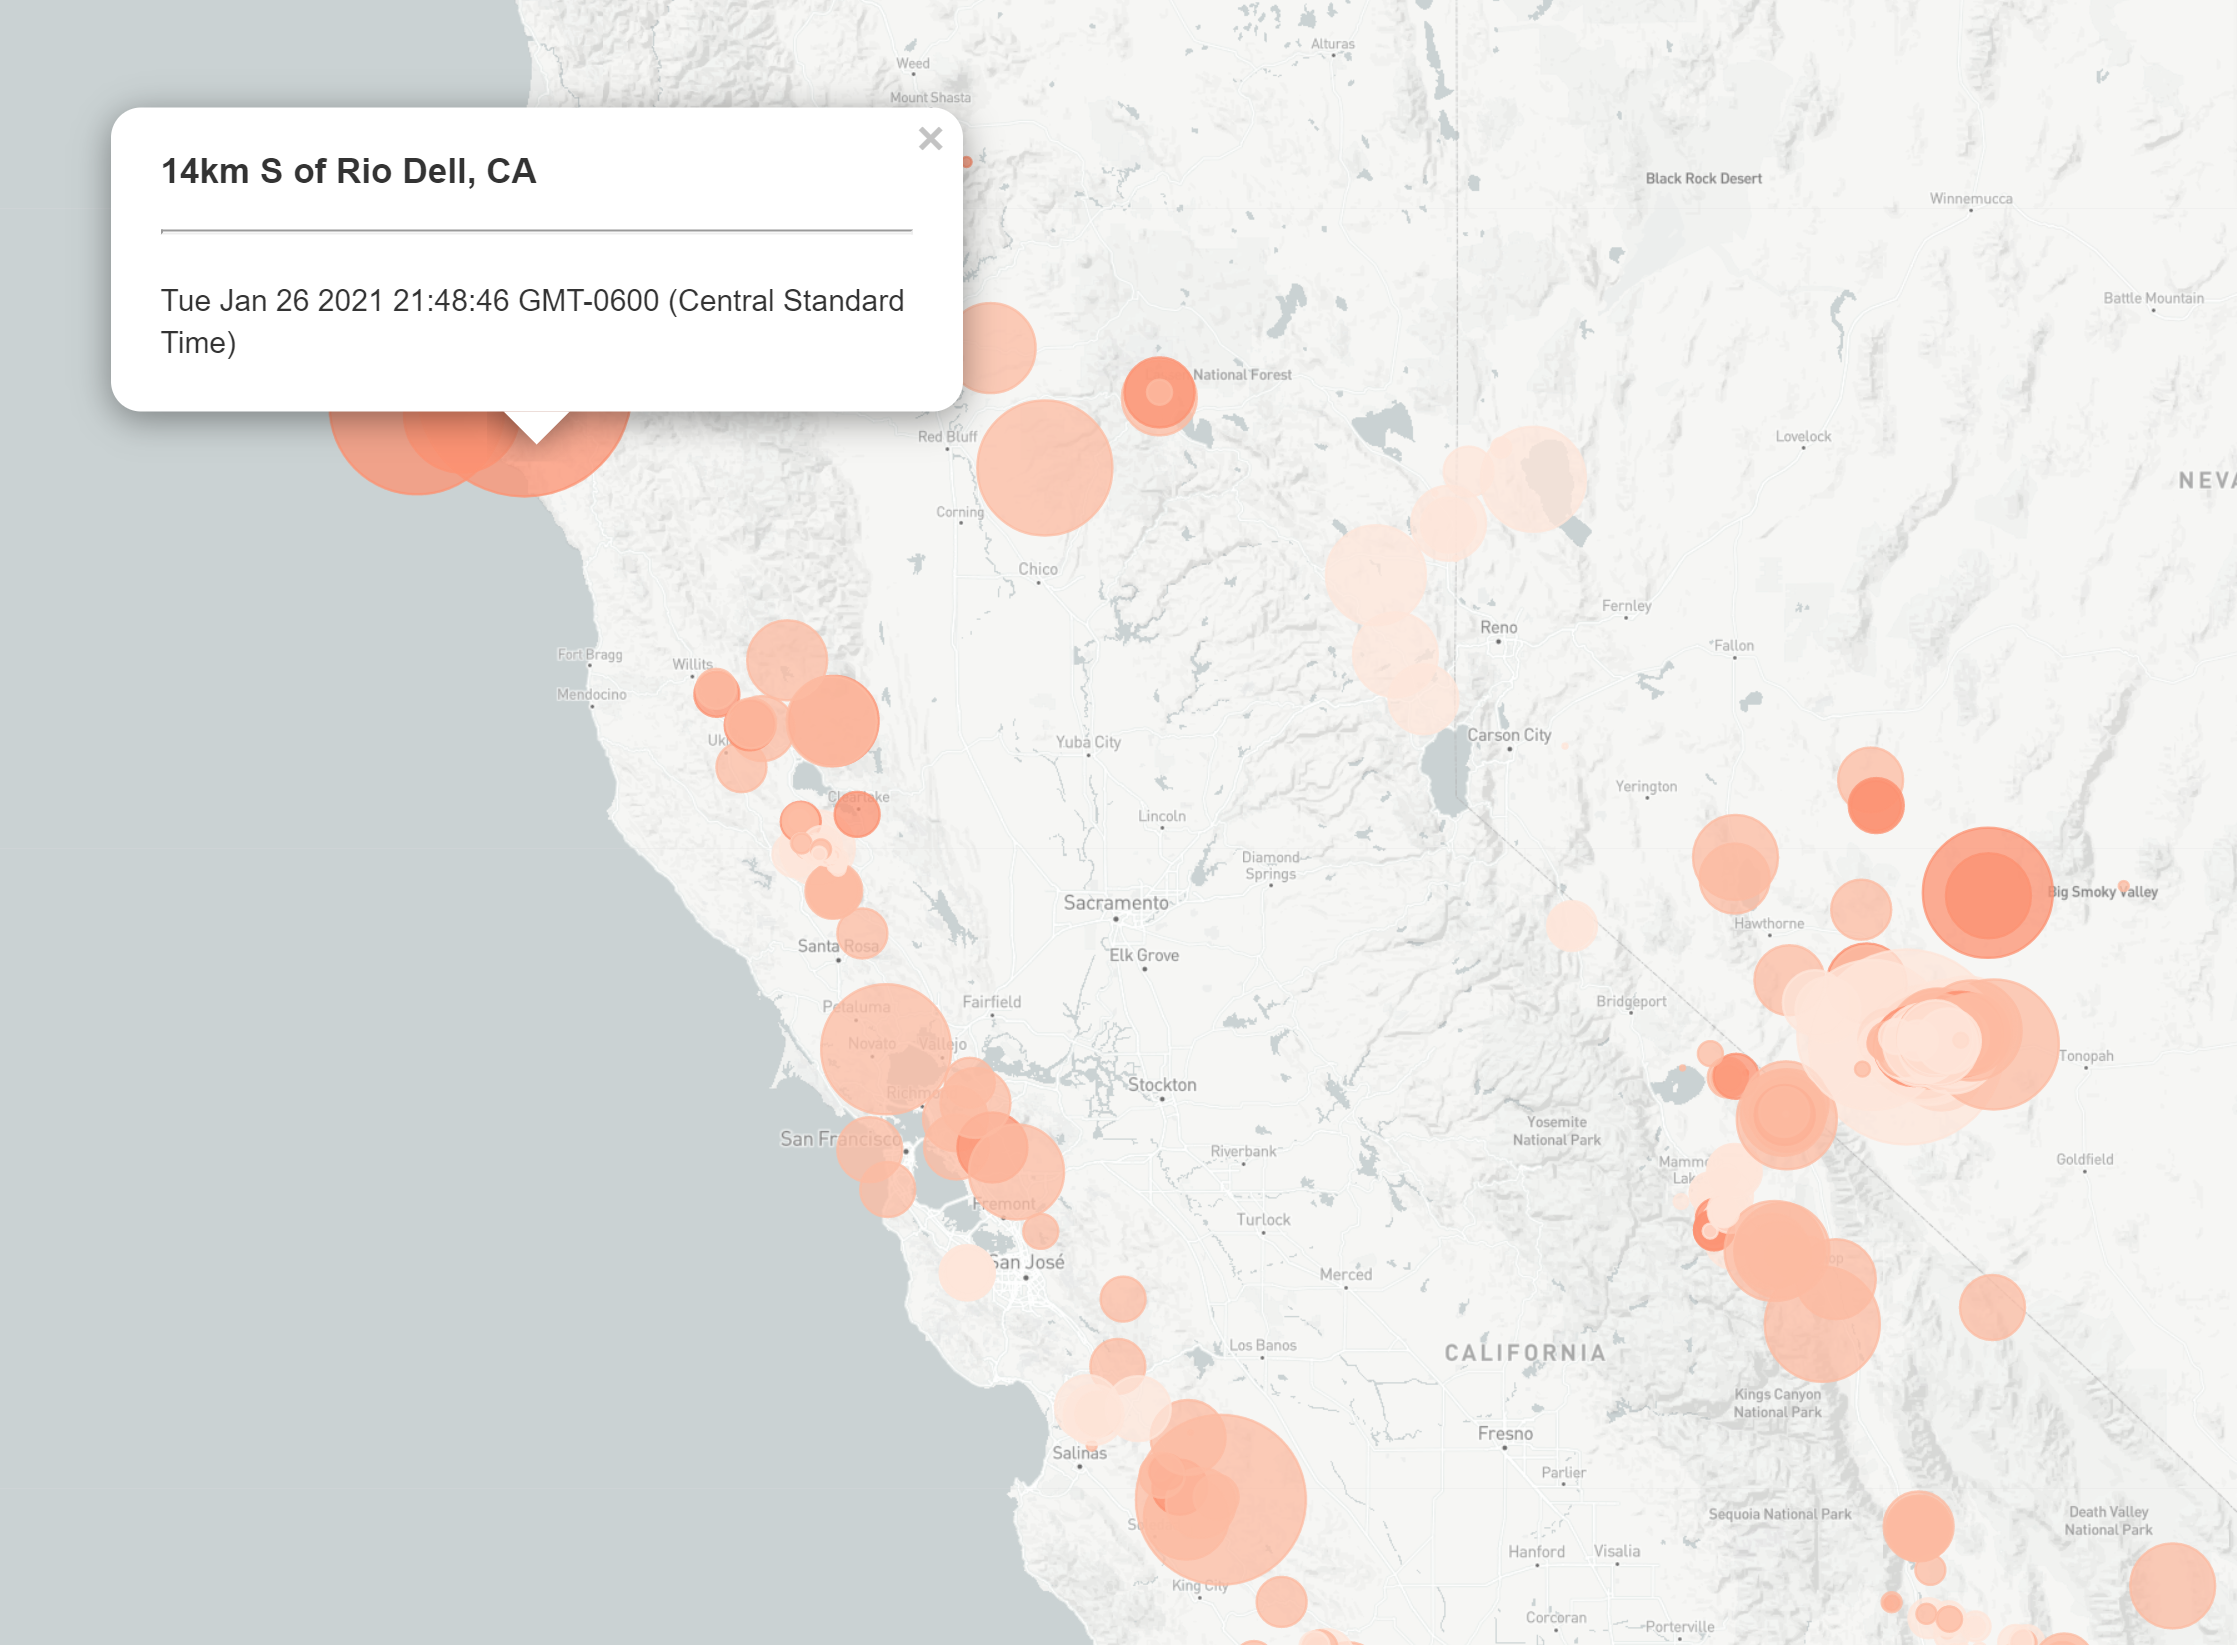 Alturas
Weed
Mount Shasta
14km S of Rio Dell, CA
×
Tue Jan 26 2021 21:48:46 GMT-0600 (Central Standard
Time)
Black Rock Desert
Winnemucca
Battle Mountain
National Forest
Red Bluff
Lovelock
NEVA
Corning
Chico
Fernley
Reno
Fallon
Fort Bragg
Willits
Mendocino
Uki
Yuba City
Carson City
Yerington
Clearlake
Lincoln
Diamond
Springs
Big Smoky Valley
Sacramento
Hawthorne
Santa Rosa
Elk Grove
Petaluma
Fairfield
Bridgeport
Novato
Vallejo
Tonopah
Stockton
Richmo
San Francisco
Yosemite
National Park
Riverbank
Mammo
Lak
Goldfield
Fremont
Turlock
op
San José
Merced
Los Banos
CALIFORNIA
Kings Canyon
National Park
Fresno
Salinas
Parlier
Sequoia National Park
Death Valley
National Park
So
Hanford
Visalia
King City
Corcoran
Porterville